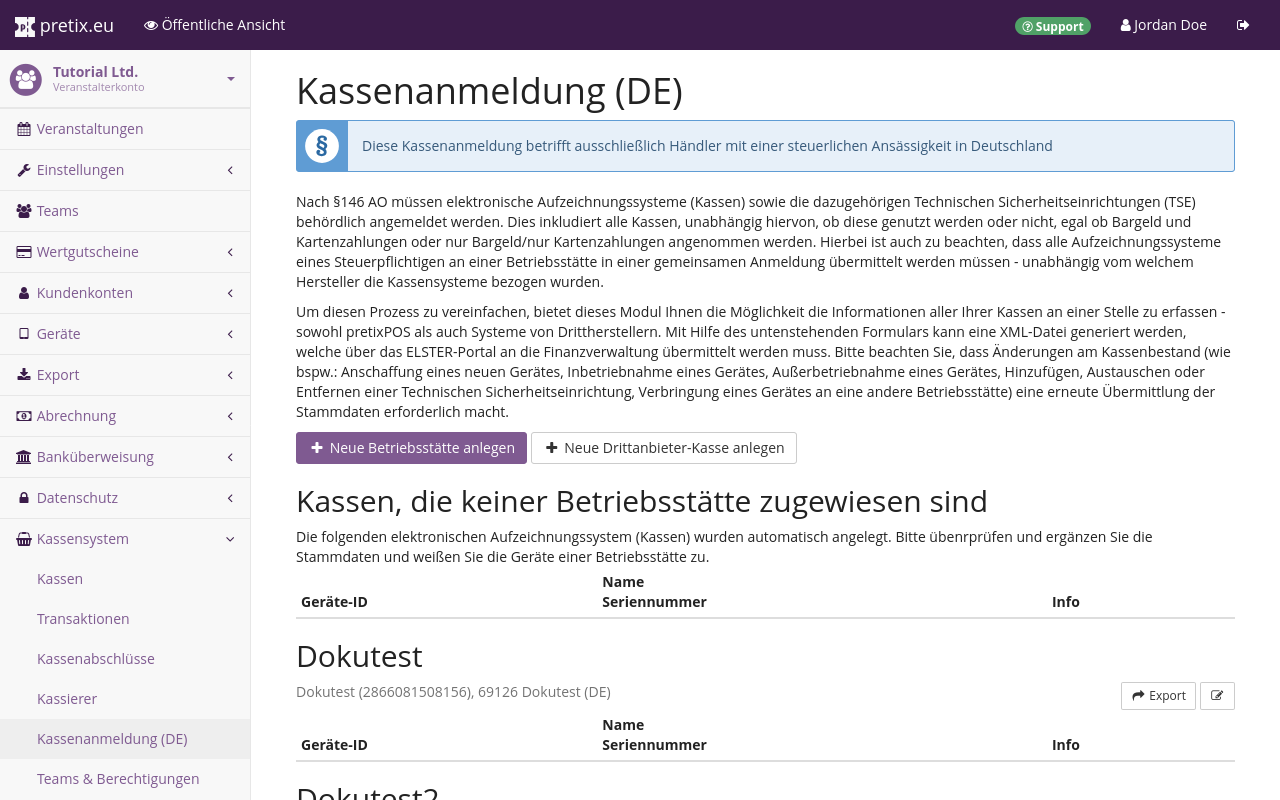 pretix.eu
Öffentliche Ansicht
Support
Jordan Doe
Tutorial Ltd.
Veranstalterkonto
Veranstaltungen
Einstellungen
Teams
Wertgutscheine
Kundenkonten
Geräte
Export
Abrechnung
Banküberweisung
Datenschutz
Kassensystem
Kassen
Transaktionen
Kassenabschlüsse
Kassierer
Kassenanmeldung (DE)
Teams & Berechtigungen
Kassenanmeldung (DE)
§ Diese Kassenanmeldung betrifft ausschließlich Händler mit einer steuerlichen Ansässigkeit in Deutschland
Nach §146 AO müssen elektronische Aufzeichnungssysteme (Kassen) sowie die dazugehörigen Technischen Sicherheitseinrichtungen (TSE)
behördlich angemeldet werden. Dies inkludiert alle Kassen, unabhängig hiervon, ob diese genutzt werden oder nicht, egal ob Bargeld und
Kartenzahlungen oder nur Bargeld/nur Kartenzahlungen angenommen werden. Hierbei ist auch zu beachten, dass alle Aufzeichnungssysteme
eines Steuerpflichtigen an einer Betriebsstätte in einer gemeinsamen Anmeldung übermittelt werden müssen - unabhängig vom welchem
Hersteller die Kassensysteme bezogen wurden.
Um diesen Prozess zu vereinfachen, bietet dieses Modul Ihnen die Möglichkeit die Informationen aller Ihrer Kassen an einer Stelle zu erfassen -
sowohl pretixPOS als auch Systeme von Drittherstellern. Mit Hilfe des untenstehenden Formulars kann eine XML-Datei generiert werden,
welche über das ELSTER-Portal an die Finanzverwaltung übermittelt werden muss. Bitte beachten Sie, dass Änderungen am Kassenbestand (wie
bspw.: Anschaffung eines neuen Gerätes, Inbetriebnahme eines Gerätes, Außerbetriebnahme eines Gerätes, Hinzufügen, Austauschen oder
Entfernen einer Technischen Sicherheitseinrichtung, Verbringung eines Gerätes an eine andere Betriebsstätte) eine erneute Übermittlung der
Stammdaten erforderlich macht.
Neue Betriebsstätte anlegen
Neue Drittanbieter-Kasse anlegen
Kassen, die keiner Betriebsstätte zugewiesen sind
Die folgenden elektronischen Aufzeichnungssystem (Kassen) wurden automatisch angelegt. Bitte übenrprüfen und ergänzen Sie die
Stammdaten und weißen Sie die Geräte einer Betriebsstätte zu.
Name
Geräte-ID Seriennummer Info
Dokutest
Dokutest (2866081508156), 69126 Dokutest (DE)
Export
Name
Geräte-ID Seriennummer Info
Dokutest2